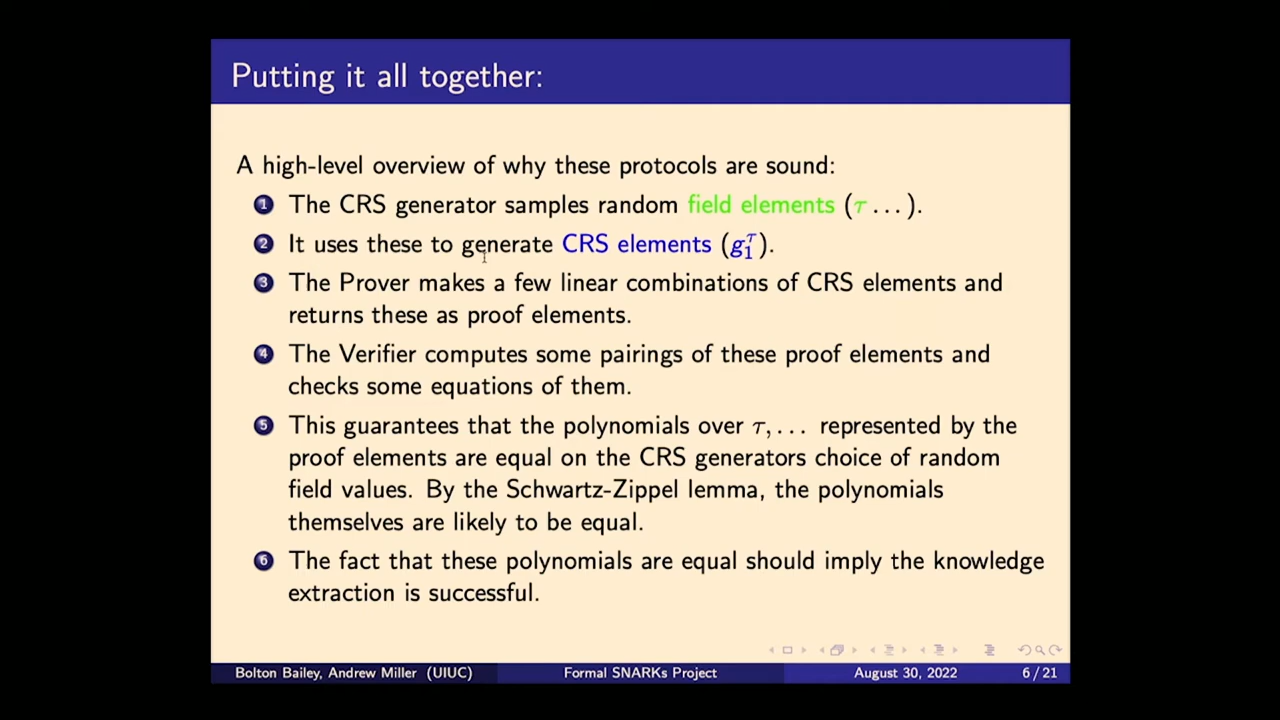 Putting it all together:
A high-level overview of why these protocols are sound:
1 The CRS generator samples random field elements (τ . . . ).
2 It uses these to generate CRS elements (g₁^τ).
3 The Prover makes a few linear combinations of CRS elements and
returns these as proof elements.
4 The Verifier computes some pairings of these proof elements and
checks some equations of them.
5 This guarantees that the polynomials over τ, . . . represented by the
proof elements are equal on the CRS generators choice of random
field values. By the Schwartz-Zippel lemma, the polynomials
themselves are likely to be equal.
6 The fact that these polynomials are equal should imply the knowledge
extraction is successful.
Bolton Bailey, Andrew Miller (UIUC) Formal SNARKs Project August 30, 2022 6 / 21